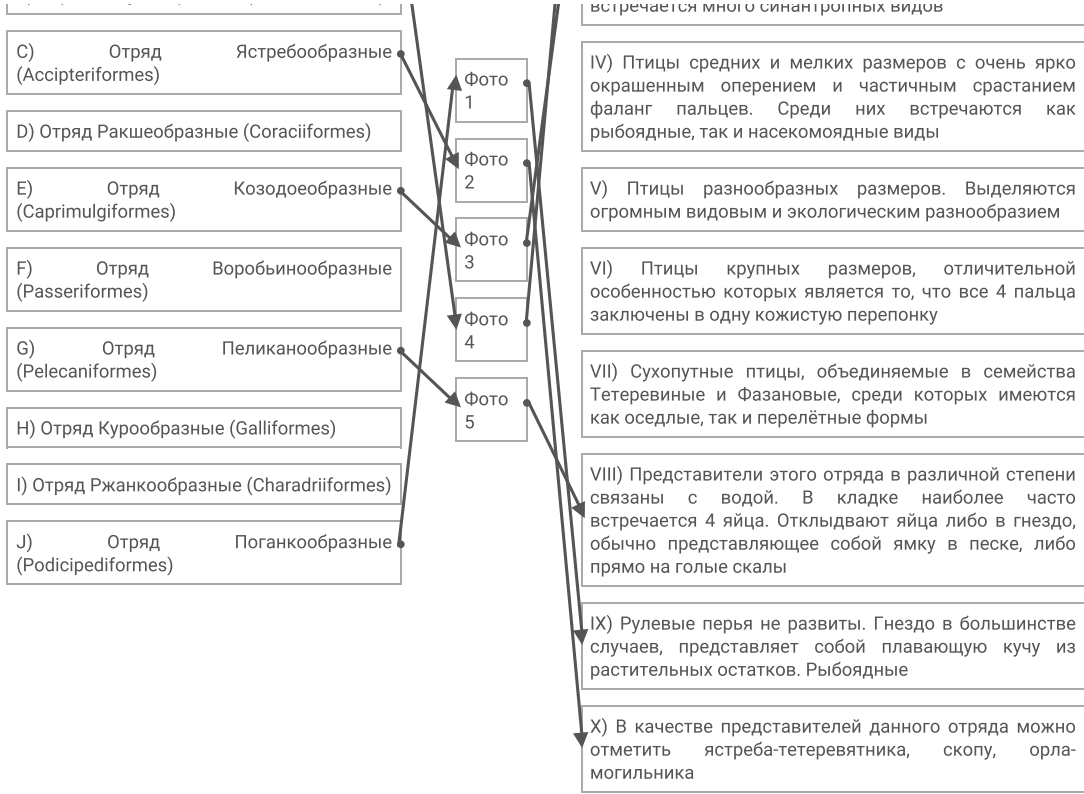 встречается много синантропных видов
C) Отряд Ястребообразные
(Accipiteriformes)
D) Отряд Ракшеобразные (Coraciiformes)
E) Отряд Козодоеобразные
(Caprimulgiformes)
F) Отряд Воробьинообразные
(Passeriformes)
G) Отряд Пеликанообразные
(Pelecaniformes)
H) Отряд Курообразные (Galliformes)
I) Отряд Ржанкообразные (Charadriiformes)
J) Отряд Поганкообразные
(Podicipediformes)
Фото
1
Фото
2
Фото
3
Фото
4
Фото
5
IV) Птицы средних и мелких размеров с очень ярко
окрашенным оперением и частичным срастанием
фаланг пальцев. Среди них встречаются как
рыбоядные, так и насекомоядные виды
V) Птицы разнообразных размеров. Выделяются
огромным видовым и экологическим разнообразием
VI) Птицы крупных размеров, отличительной
особенностью которых является то, что все 4 пальца
заключены в одну кожистую перепонку
VII) Сухопутные птицы, объединяемые в семейства
Тетеревиные и Фазановые, среди которых имеются
как оседлые, так и перелётные формы
VIII) Представители этого отряда в различной степени
связаны с водой. В кладке наиболее часто
встречается 4 яйца. Отклыдвают яйца либо в гнездо,
обычно представляющее собой ямку в песке, либо
прямо на голые скалы
IX) Рулевые перья не развиты. Гнездо в большинстве
случаев, представляет собой плавающую кучу из
растительных остатков. Рыбоядные
X) В качестве представителей данного отряда можно
отметить ястреба-тетеревятника, скопу, орла-
могильника